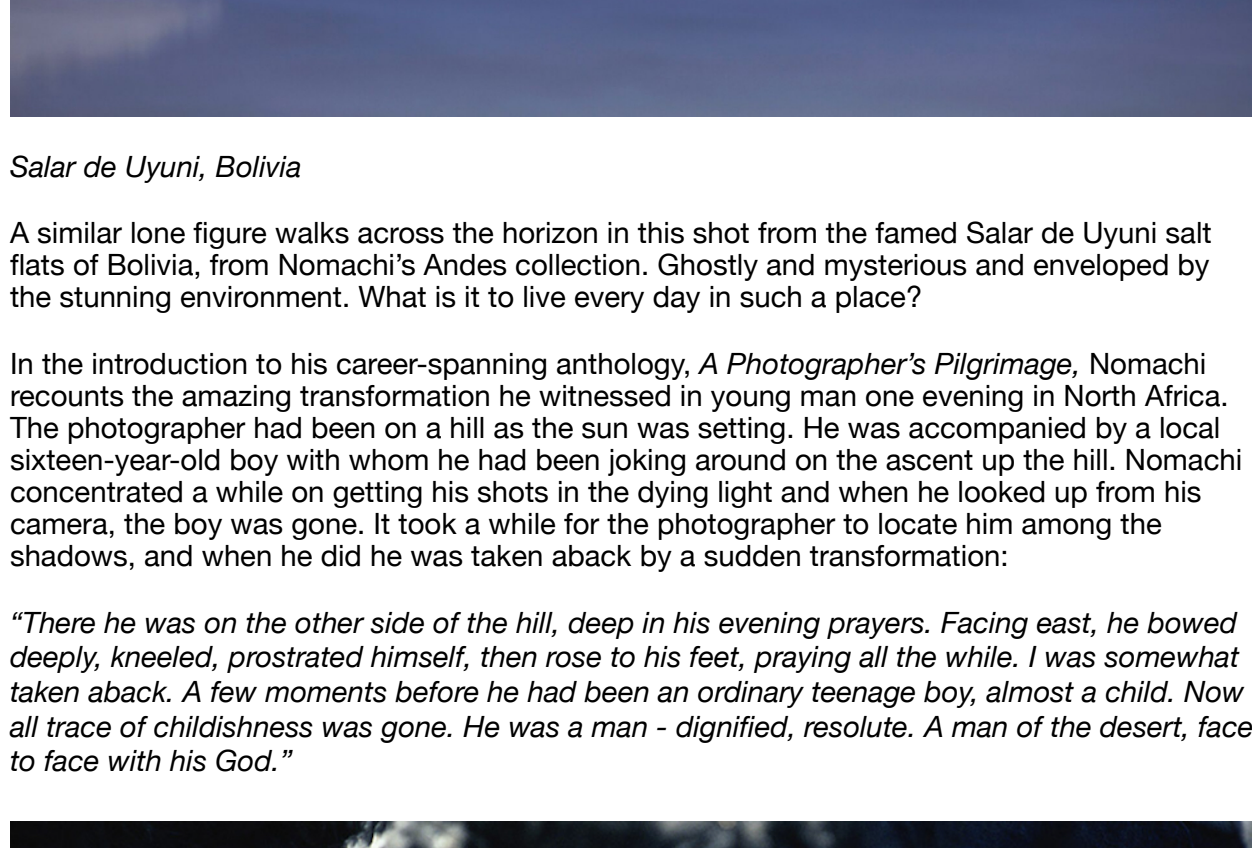 Salar de Uyuni, Bolivia
A similar lone figure walks across the horizon in this shot from the famed Salar de Uyuni salt
flats of Bolivia, from Nomachi’s Andes collection. Ghostly and mysterious and enveloped by
the stunning environment. What is it to live every day in such a place?
In the introduction to his career-spanning anthology, A Photographer’s Pilgrimage, Nomachi
recounts the amazing transformation he witnessed in young man one evening in North Africa.
The photographer had been on a hill as the sun was setting. He was accompanied by a local
sixteen-year-old boy with whom he had been joking around on the ascent up the hill. Nomachi
concentrated a while on getting his shots in the dying light and when he looked up from his
camera, the boy was gone. It took a while for the photographer to locate him among the
shadows, and when he did he was taken aback by a sudden transformation:
“There he was on the other side of the hill, deep in his evening prayers. Facing east, he bowed
deeply, kneeled, prostrated himself, then rose to his feet, praying all the while. I was somewhat
taken aback. A few moments before he had been an ordinary teenage boy, almost a child. Now
all trace of childishness was gone. He was a man - dignified, resolute. A man of the desert, face
to face with his God.”